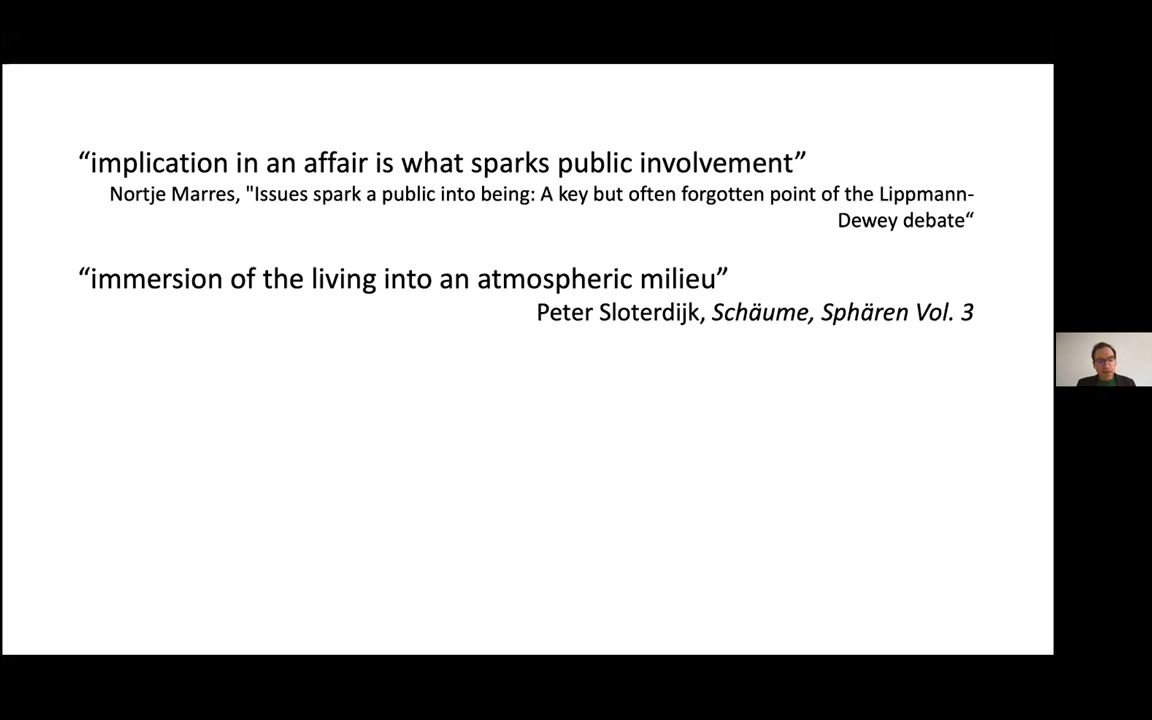 “implication in an affair is what sparks public involvement”
Nortje Marres, "Issues spark a public into being: A key but often forgotten point of the Lippmann-
Dewey debate“
“immersion of the living into an atmospheric milieu”
Peter Sloterdijk, Schäume, Sphären Vol. 3